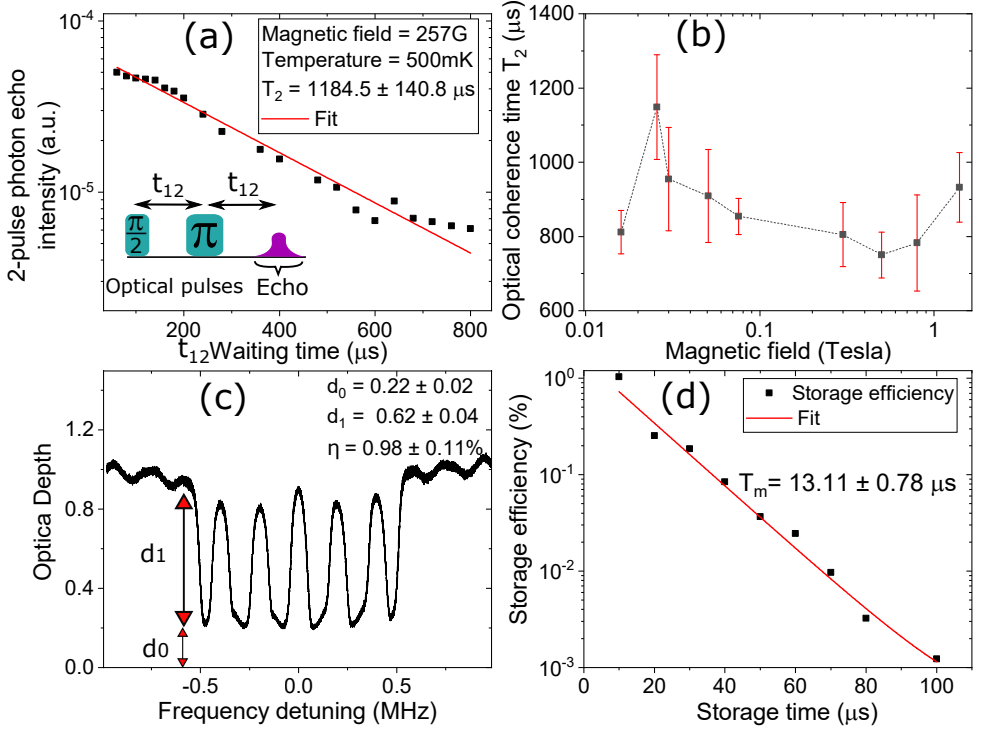 (a)
Magnetic field = 257G
Temperature = 500mK
T₂ = 1184.5 ± 140.8 μs
Fit
10⁻⁴
10⁻⁵
2-pulse photon echo
intensity (a.u.)
t₁₂
t₁₂
π/2
π
Optical pulses
Echo
200
400
600
800
t₁₂Waiting time (μs)
(b)
1400
1200
1000
800
600
Optical coherence time T₂ (μs)
0.01
0.1
1
Magnetic field (Tesla)
(c)
d₀ = 0.22 ± 0.02
d₁ = 0.62 ± 0.04
η = 0.98 ± 0.11%
1.2
0.8
0.4
0.0
Optica Depth
d1
d0
-0.5
0.0
0.5
Frequency detuning (MHz)
(d)
Storage efficiency
Fit
Tₘ= 13.11 ± 0.78 μs
10⁰
10⁻¹
10⁻²
10⁻³
Storage efficiency (%)
0
20
40
60
80
100
Storage time (μs)